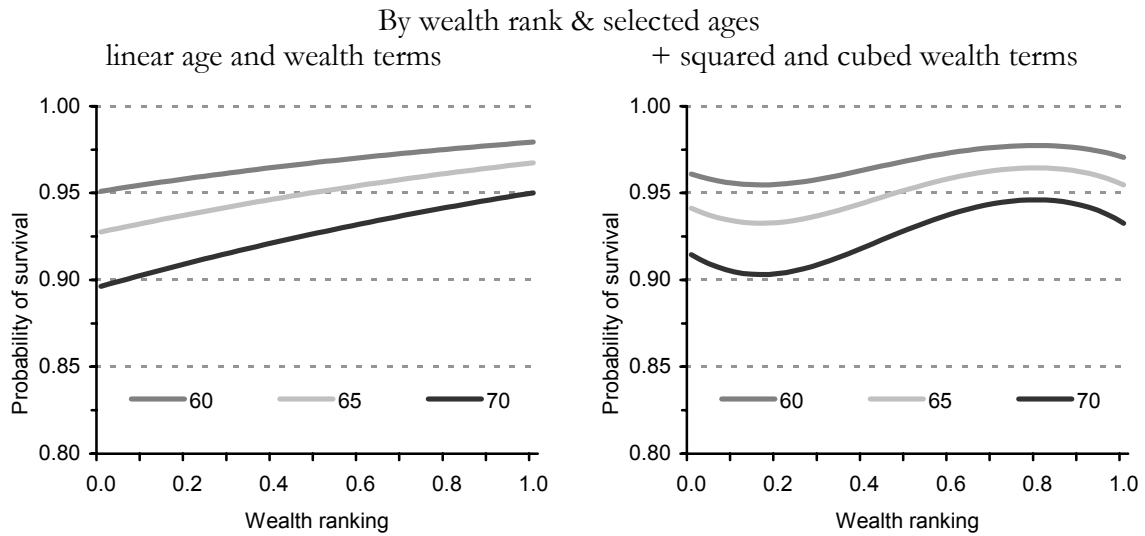 By wealth rank & selected ages
linear age and wealth terms
+ squared and cubed wealth terms
1.00
0.95
0.90
0.85
0.80
Probability of survival
60 65 70
0.0 0.2 0.4 0.6 0.8 1.0
Wealth ranking
1.00
0.95
0.90
0.85
0.80
Probability of survival
60 65 70
0.0 0.2 0.4 0.6 0.8 1.0
Wealth ranking